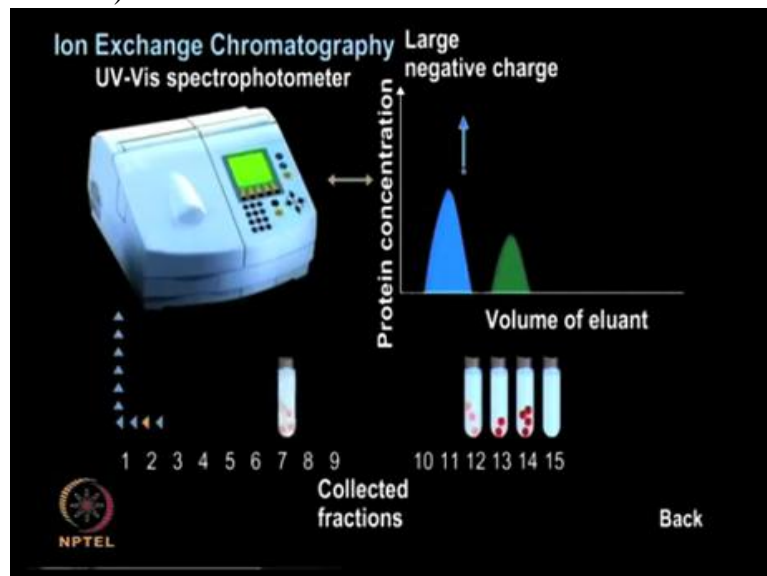 Ion Exchange Chromatography
UV-Vis spectrophotometer
Large
negative charge
Protein concentration
Volume of eluant
1 2 3 4 5 6 7 8 9 10 11 12 13 14 15
Collected
fractions
NPTEL
Back